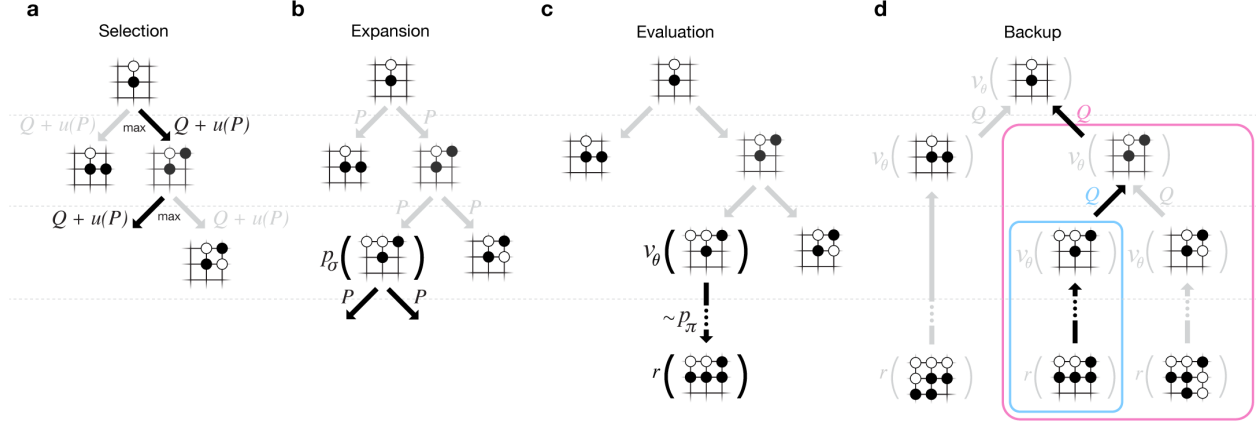 a
Selection
Q + u(P)
max
Q + u(P)
Q + u(P)
max
Q + u(P)
b
Expansion
P
P
P
P
pσ
P
P
c
Evaluation
vθ
~ pπ
r
d
Backup
vθ
Q
Q
vθ
vθ
Q
Q
vθ
vθ
r
r
r